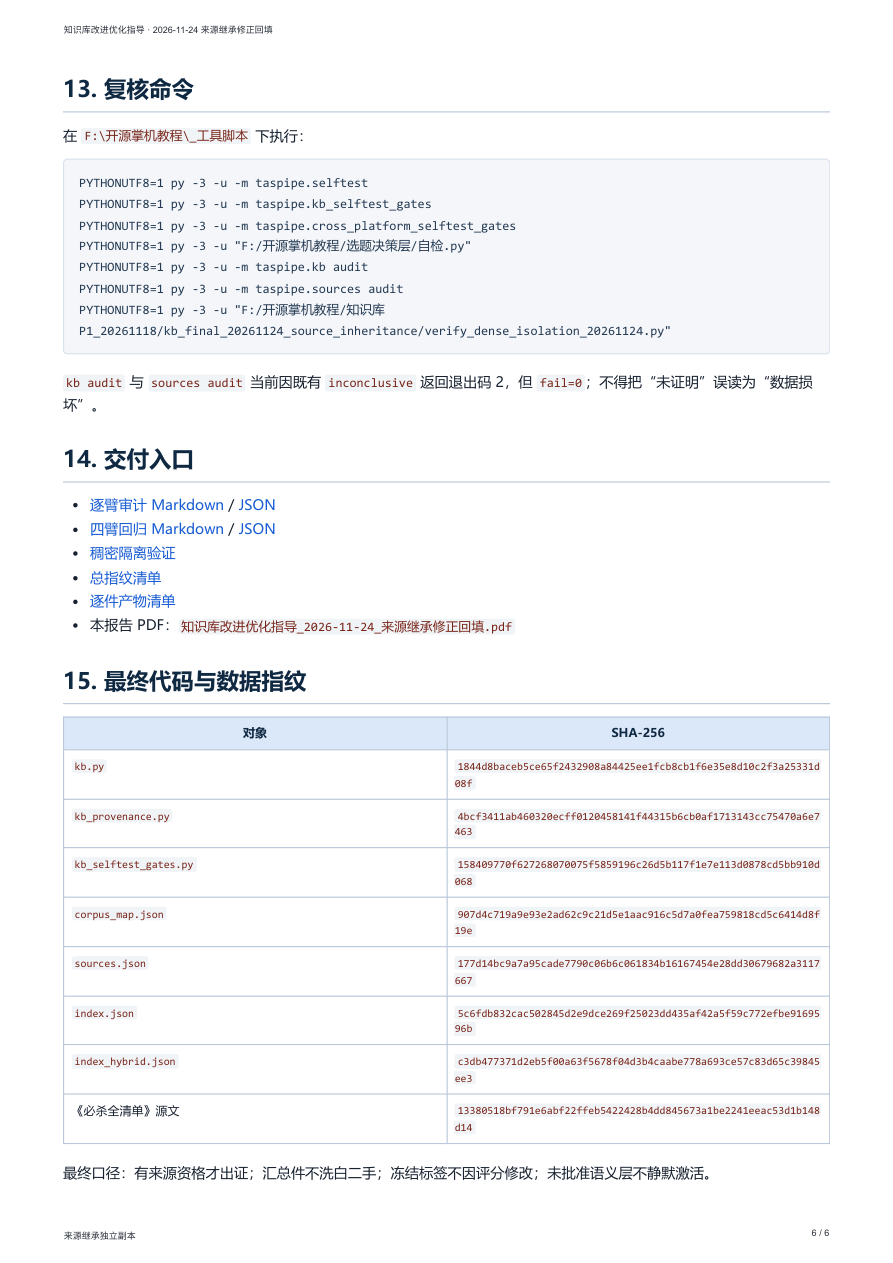 知识库改进优化指导 · 2026-11-24 来源继承修正回填
13. 复核命令
在 F:\开源掌机教程\_工具脚本 下执行：
PYTHONUTF8=1 py -3 -u -m taspipe.selftest
PYTHONUTF8=1 py -3 -u -m taspipe.kb_selftest_gates
PYTHONUTF8=1 py -3 -u -m taspipe.cross_platform_selftest_gates
PYTHONUTF8=1 py -3 -u "F:/开源掌机教程/选题决策层/自检.py"
PYTHONUTF8=1 py -3 -u -m taspipe.kb audit
PYTHONUTF8=1 py -3 -u -m taspipe.sources audit
PYTHONUTF8=1 py -3 -u "F:/开源掌机教程/知识库
P1_20261118/kb_final_20261124_source_inheritance/verify_dense_isolation_20261124.py"
kb audit 与 sources audit 当前因既有 inconclusive 返回退出码 2，但 fail=0；不得把“未证明”误读为“数据损
坏”。
14. 交付入口
• 逐臂审计 Markdown / JSON
• 四臂回归 Markdown / JSON
• 稠密隔离验证
• 总指纹清单
• 逐件产物清单
• 本报告 PDF：知识库改进优化指导_2026-11-24_来源继承修正回填.pdf
15. 最终代码与数据指纹
对象 SHA-256
kb.py 1844d8baceb5ce65f2432908a84425ee1fcb8cb1f6e35e8d10c2f3a25331d
08f
kb_provenance.py 4bcf3411ab460320ecff0120458141f44315b6cb0af1713143cc75470a6e7
463
kb_selftest_gates.py 158409770f627268070075f5859196c26d5b117f1e7e113d0878cd5bb910d
068
corpus_map.json 907d4c719a9e93e2ad62c9c21d5e1aac916c5d7a0fea759818cd5c6414d8f
19e
sources.json 177d14bc9a7a95cade7790c06b6c061834b16167454e28dd30679682a3117
667
index.json 5c6fdb832cac502845d2e9dce269f25023dd435af42a5f59c772efbe91695
96b
index_hybrid.json c3db477371d2eb5f00a63f5678f04d3b4caabe778a693ce57c83d65c39845
ee3
《必杀全清单》源文 13380518bf791e6abf22ffeb5422428b4dd845673a1be2241eeac53d1b148
d14
最终口径：有来源资格才出证；汇总件不洗白二手；冻结标签不因评分修改；未批准语义层不静默激活。
来源继承独立副本
6 / 6